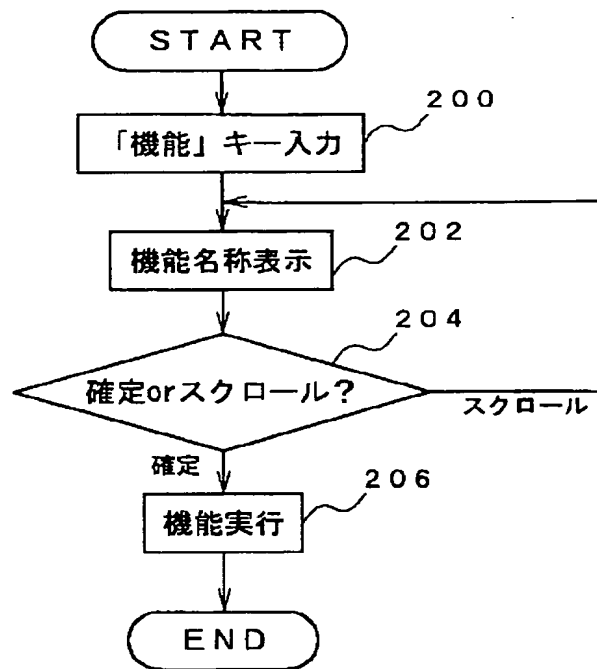 START
200
「機能」キー入力
202
機能名称表示
204
確定orスクロール?
スクロール
確定
206
機能実行
END